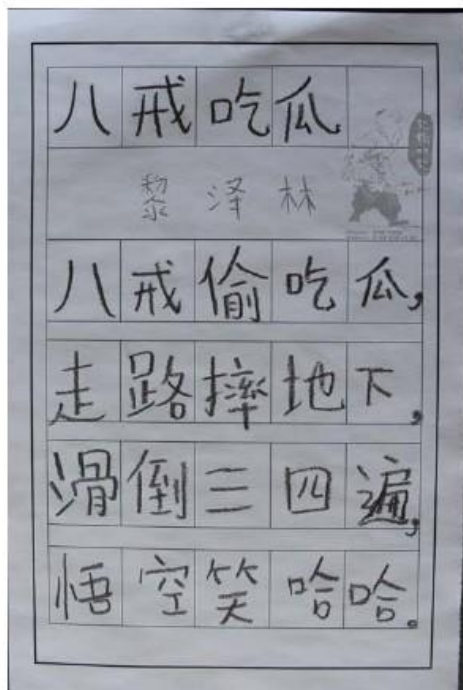 八戒吃瓜
黎泽林
八戒偷吃瓜，
走路摔地下，
滑倒三四遍，
悟空笑哈哈。